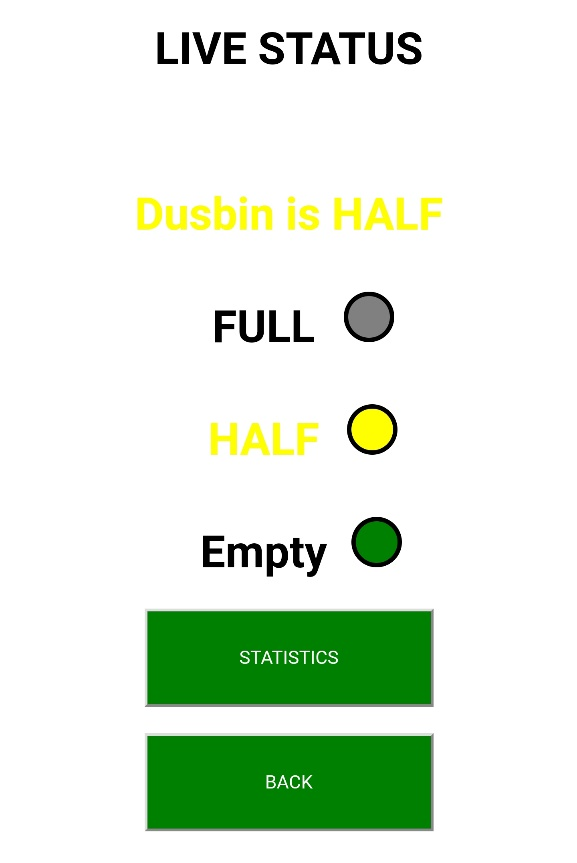 LIVE STATUS
Dusbin is HALF
FULL
HALF
Empty
STATISTICS
BACK